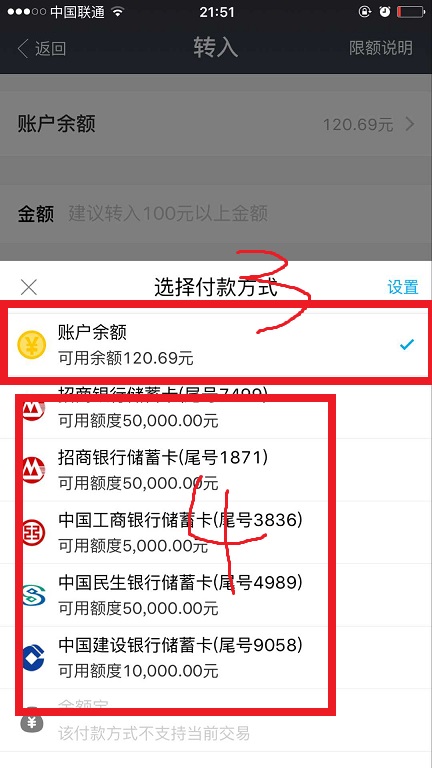 中国联通
21:51
返回
转入
限额说明
账户余额
120.69元
金额
建议转入100元以上金额
3
选择付款方式
设置
账户余额
可用余额120.69元
招商银行储蓄卡(尾号7499)
可用额度50,000.00元
招商银行储蓄卡(尾号1871)
可用额度50,000.00元
4
中国工商银行储蓄卡(尾号3836)
可用额度5,000.00元
中国民生银行储蓄卡(尾号4989)
可用额度50,000.00元
中国建设银行储蓄卡(尾号9058)
可用额度10,000.00元
余额宝
该付款方式不支持当前交易